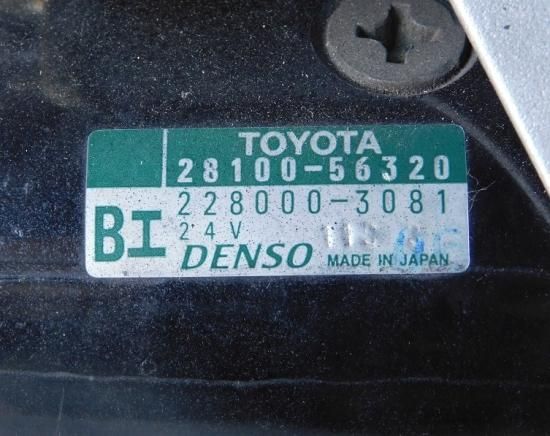 TOYOTA
28100-56320
BI
228000-3081
24V
DENSO MADE IN JAPAN